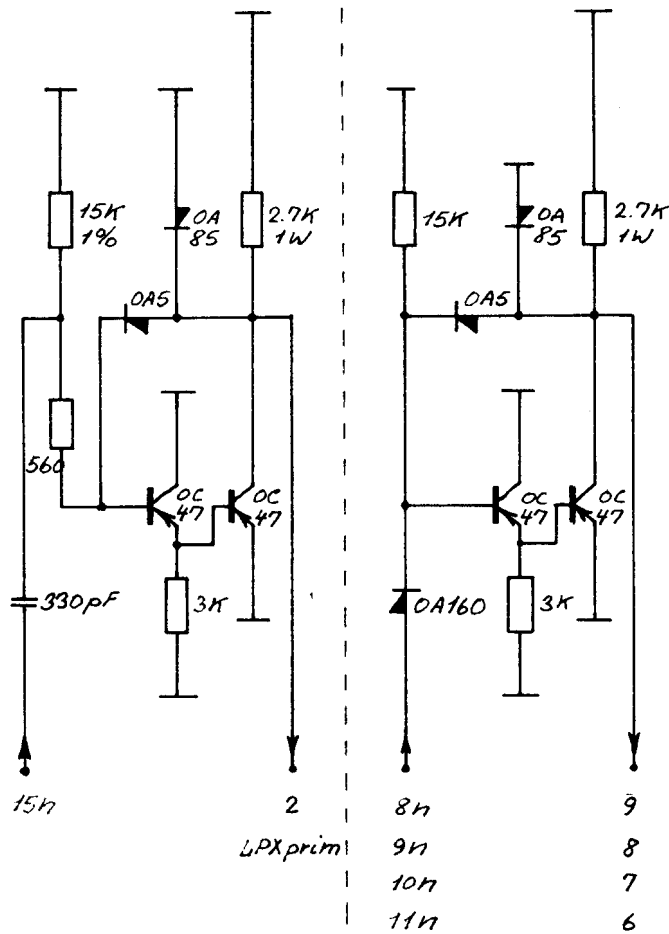 15K
1%
OA
85
2.7K
1W
OA5
560
OC
47
OC
47
330pF
3K
15n
2
LPXprim
15K
OA
85
2.7K
1W
OA5
OC
47
OC
47
OA160
3K
8n
9
9n
8
10n
7
11n
6